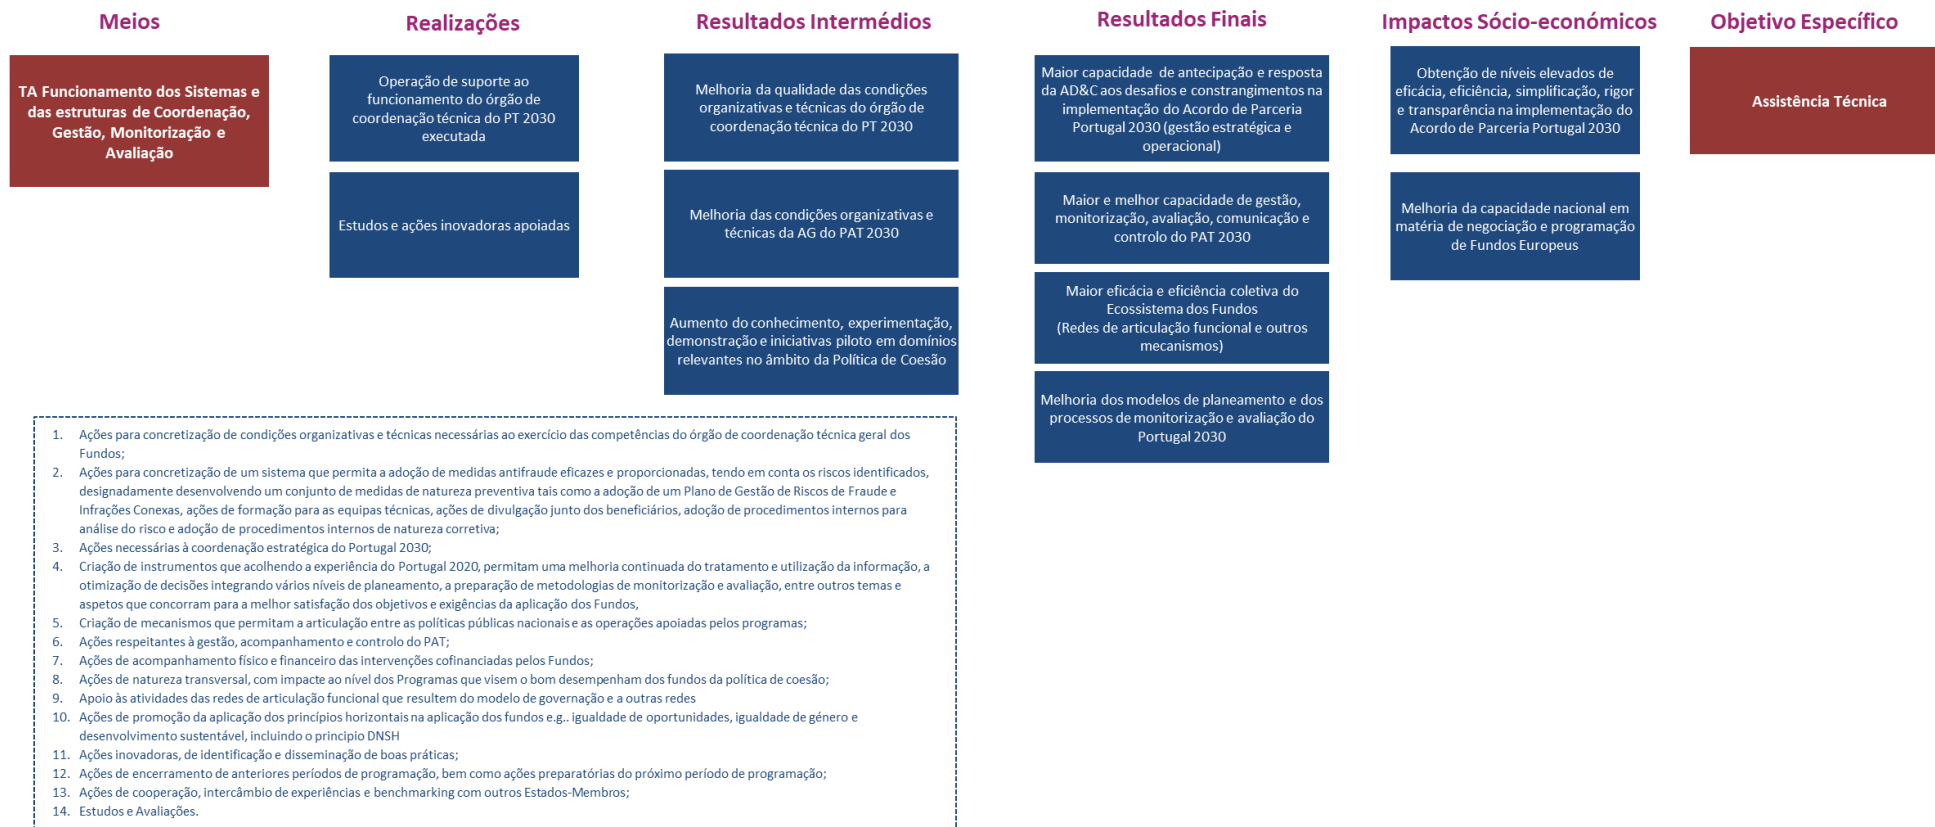 Meios
TA Funcionamento dos Sistemas e
das estruturas de Coordenação,
Gestão, Monitorização e
Avaliação
Realizações
Operação de suporte ao
funcionamento do órgão de
coordenação técnica do PT 2030
executada
Estudos e ações inovadoras apoiadas
Resultados Intermédios
Melhoria da qualidade das condições
organizativas e técnicas do órgão de
coordenação técnica do PT 2030
Melhoria das condições organizativas e
técnicas da AG do PAT 2030
Aumento do conhecimento, experimentação,
demonstração e iniciativas piloto em domínios
relevantes no âmbito da Política de Coesão
Resultados Finais
Maior capacidade de antecipação e resposta
da AD&C aos desafios e constrangimentos na
implementação do Acordo de Parceria
Portugal 2030 (gestão estratégica e
operacional)
Maior e melhor capacidade de gestão,
monitorização, avaliação, comunicação e
controlo do PAT 2030
Maior eficácia e eficiência coletiva do
Ecossistema dos Fundos
(Redes de articulação funcional e outros
mecanismos)
Melhoria dos modelos de planeamento e dos
processos de monitorização e avaliação do
Portugal 2030
Impactos Sócio-económicos
Obtenção de níveis elevados de
eficácia, eficiência, simplificação, rigor
e transparência na implementação do
Acordo de Parceria Portugal 2030
Melhoria da capacidade nacional em
matéria de negociação e programação
de Fundos Europeus
Objetivo Específico
Assistência Técnica
1. Ações para concretização de condições organizativas e técnicas necessárias ao exercício das competências do órgão de coordenação técnica geral dos
Fundos;
2. Ações para concretização de um sistema que permita a adoção de medidas antifraude eficazes e proporcionadas, tendo em conta os riscos identificados,
designadamente desenvolvendo um conjunto de medidas de natureza preventiva tais como a adoção de um Plano de Gestão de Riscos de Fraude e
Infrações Conexas, ações de formação para as equipas técnicas, ações de divulgação junto dos beneficiários, adoção de procedimentos internos para
análise do risco e adoção de procedimentos internos de natureza corretiva;
3. Ações necessárias à coordenação estratégica do Portugal 2030;
4. Criação de instrumentos que acolhendo a experiência do Portugal 2020, permitam uma melhoria continuada do tratamento e utilização da informação, a
otimização de decisões integrando vários níveis de planeamento, a preparação de metodologias de monitorização e avaliação, entre outros temas e
aspetos que concorram para a melhor satisfação dos objetivos e exigências da aplicação dos Fundos,
5. Criação de mecanismos que permitam a articulação entre as políticas públicas nacionais e as operações apoiadas pelos programas;
6. Ações respeitantes à gestão, acompanhamento e controlo do PAT;
7. Ações de acompanhamento físico e financeiro das intervenções cofinanciadas pelos Fundos;
8. Ações de natureza transversal, com impacte ao nível dos Programas que visem o bom desempenham dos fundos da política de coesão;
9. Apoio às atividades das redes de articulação funcional que resultem do modelo de governação e a outras redes
10. Ações de promoção da aplicação dos princípios horizontais na aplicação dos fundos e.g.. igualdade de oportunidades, igualdade de género e
desenvolvimento sustentável, incluindo o principio DNSH
11. Ações inovadoras, de identificação e disseminação de boas práticas;
12. Ações de encerramento de anteriores períodos de programação, bem como ações preparatórias do próximo período de programação;
13. Ações de cooperação, intercâmbio de experiências e benchmarking com outros Estados-Membros;
14. Estudos e Avaliações.